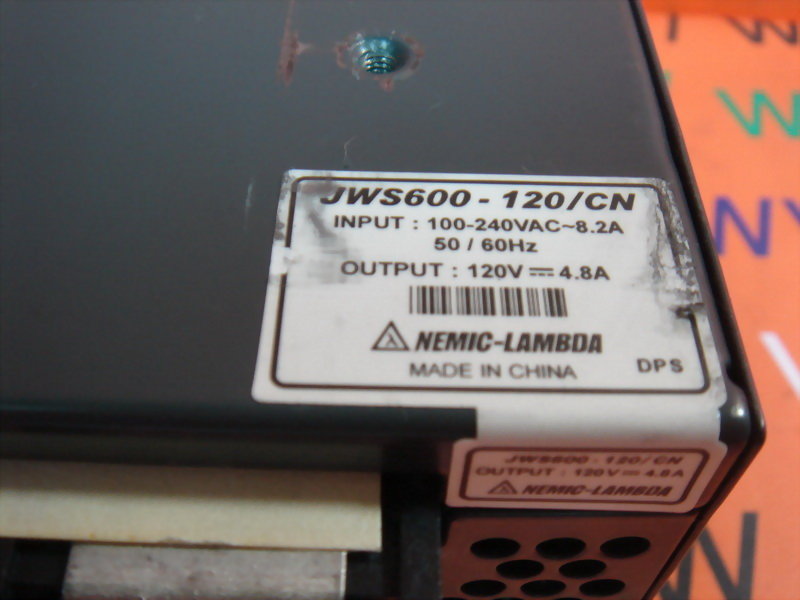 JWS600 - 120/CN
INPUT : 100-240VAC~8.2A
50 / 60Hz
OUTPUT : 120V ⎓ 4.8A
NEMIC-LAMBDA
MADE IN CHINA
DPS
JWS600 - 120/CN
OUTPUT : 120V ⎓ 4.8A
NEMIC-LAMBDA
W
NY